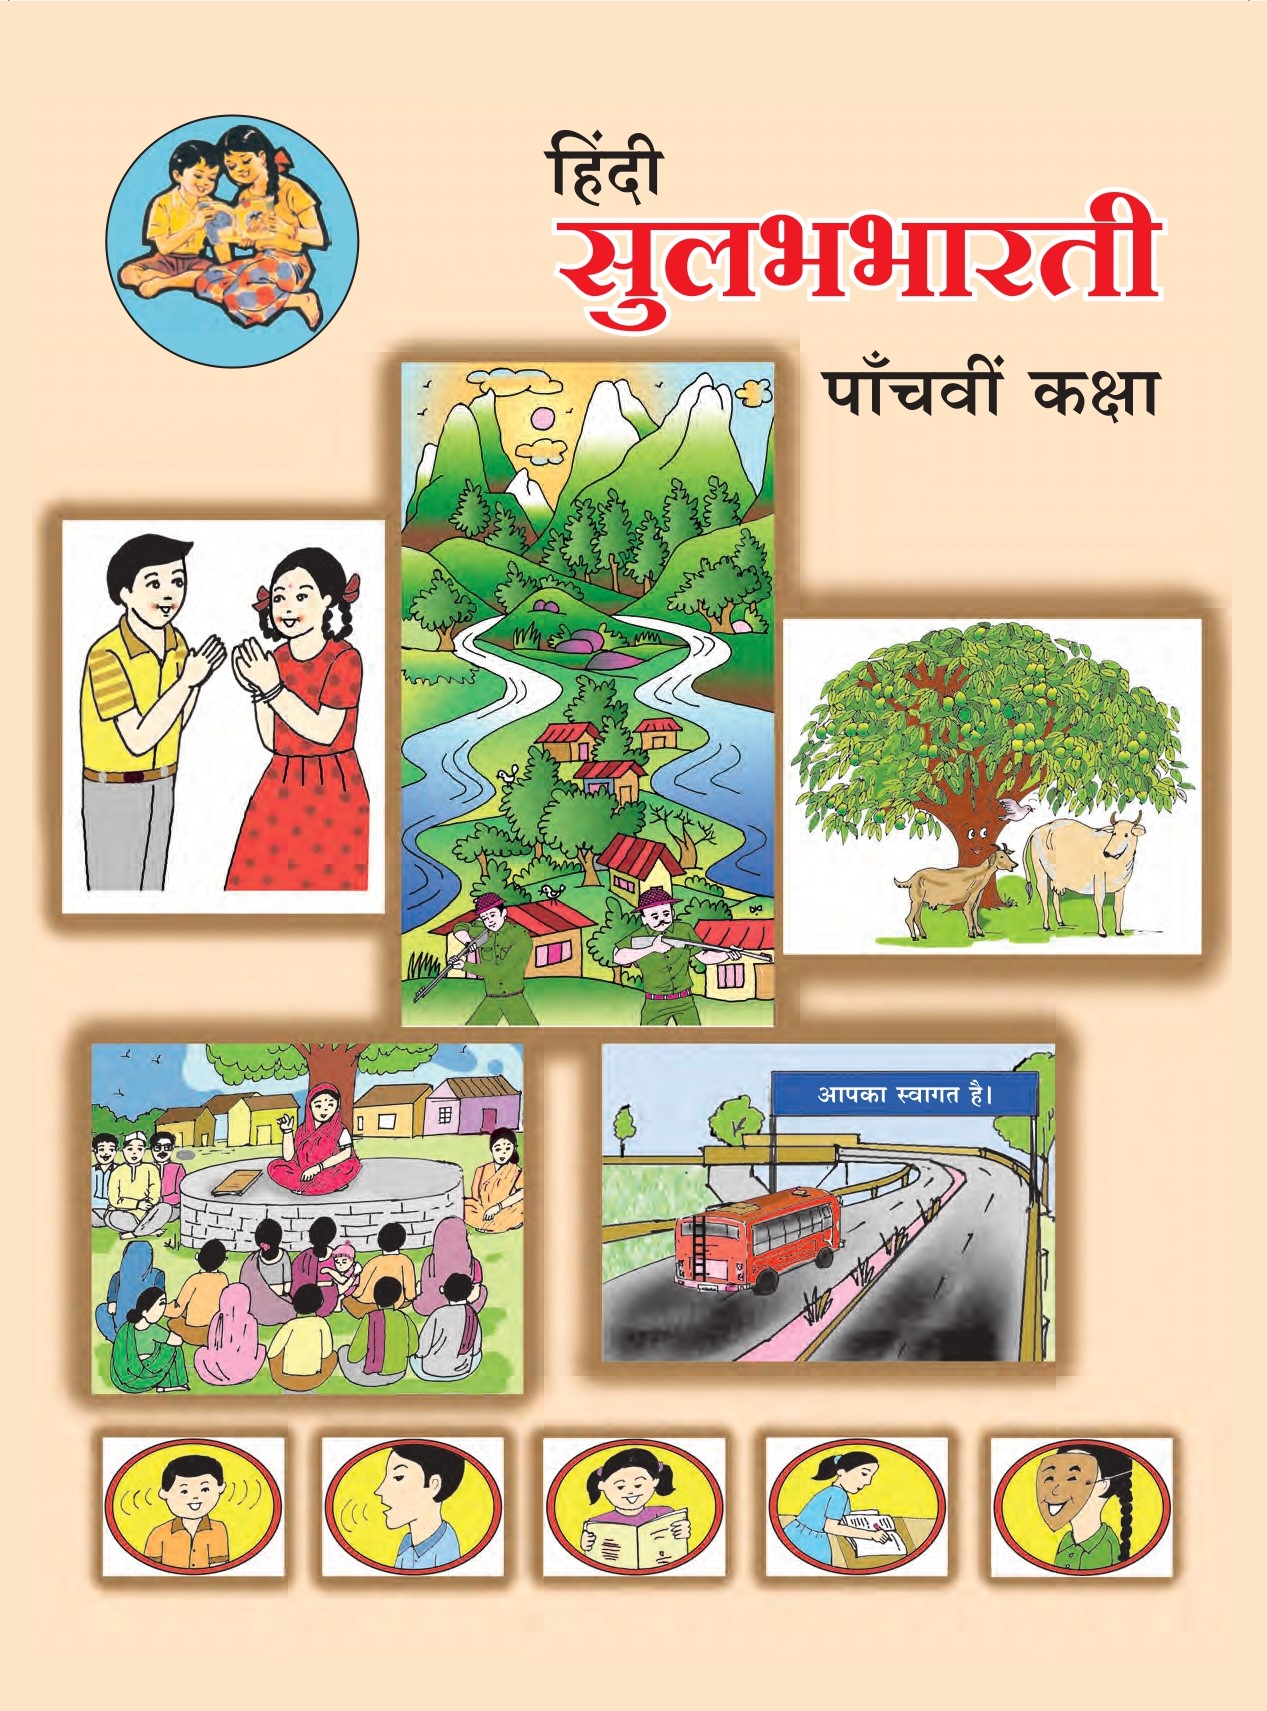 हिंदी
सुलभभारती
पाँचवीं कक्षा
आपका स्वागत है।